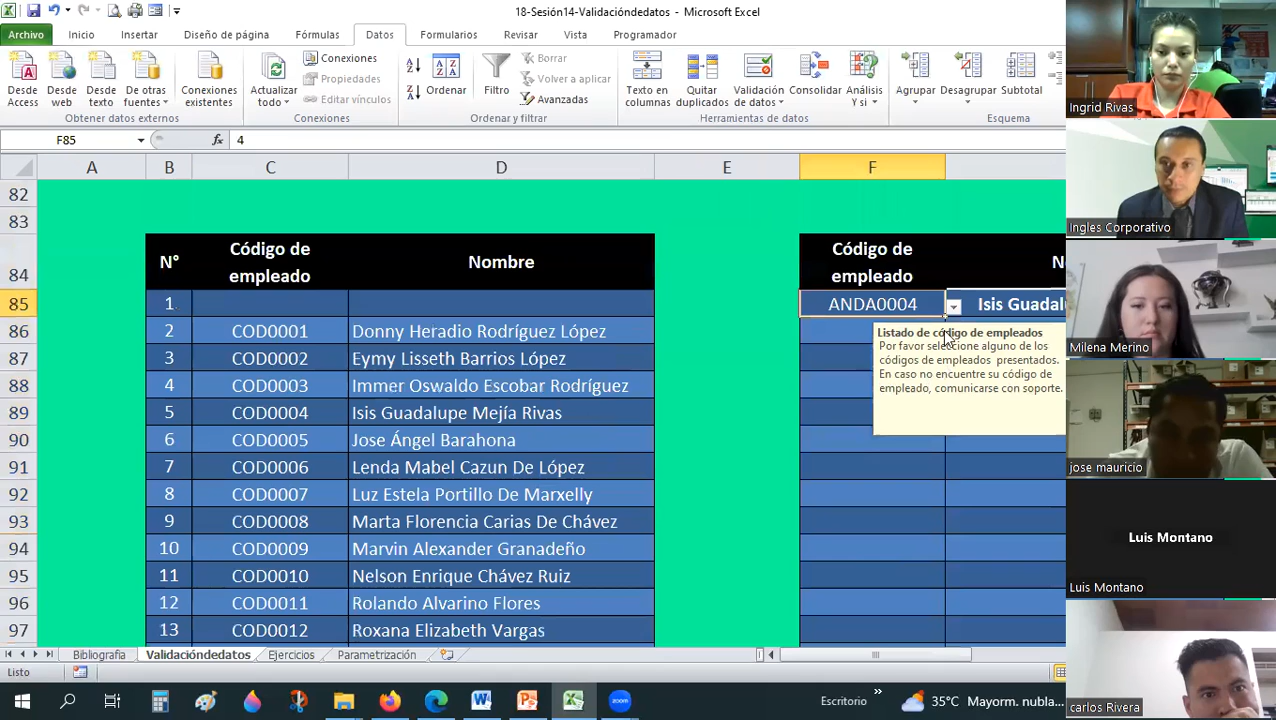 18-Sesión14-Validacióndedatos - Microsoft Excel
Archivo Inicio Insertar Diseño de página Fórmulas Datos Formularios Revisar Vista Programador
Desde Access
Desde web
Desde texto
De otras fuentes
Conexiones existentes
Obtener datos externos
Actualizar todo
Conexiones
Propiedades
Editar vínculos
Conexiones
Ordenar
Filtro
Borrar
Volver a aplicar
Avanzadas
Ordenar y filtrar
Texto en columnas
Quitar duplicados
Validación de datos
Consolidar
Análisis Y si
Herramientas de datos
Agrupar
Desagrupar
Subtotal
Esquema
F85 fx 4
A B C D E F
82
83
84 N° Código de empleado Nombre Código de empleado
85 1 ANDA0004
86 2 COD0001 Donny Heradio Rodríguez López
87 3 COD0002 Eymy Lisseth Barrios López
88 4 COD0003 Immer Oswaldo Escobar Rodríguez
89 5 COD0004 Isis Guadalupe Mejía Rivas
90 6 COD0005 Jose Ángel Barahona
91 7 COD0006 Lenda Mabel Cazun De López
92 8 COD0007 Luz Estela Portillo De Marxelly
93 9 COD0008 Marta Florencia Carias De Chávez
94 10 COD0009 Marvin Alexander Granadeño
95 11 COD0010 Nelson Enrique Chávez Ruiz
96 12 COD0011 Rolando Alvarino Flores
97 13 COD0012 Roxana Elizabeth Vargas
Isis Guadalu
Listado de código de empleados
Por favor seleccione alguno de los
códigos de empleados presentados.
En caso no encuentre su código de
empleado, comunicarse con soporte.
Bibliografia Validacióndedatos Ejercicios Parametrización
Listo
Escritorio » 35°C Mayorm. nubla...
Ingrid Rivas
Ingles Corporativo
Milena Merino
jose mauricio
Luis Montano
Luis Montano
carlos Rivera